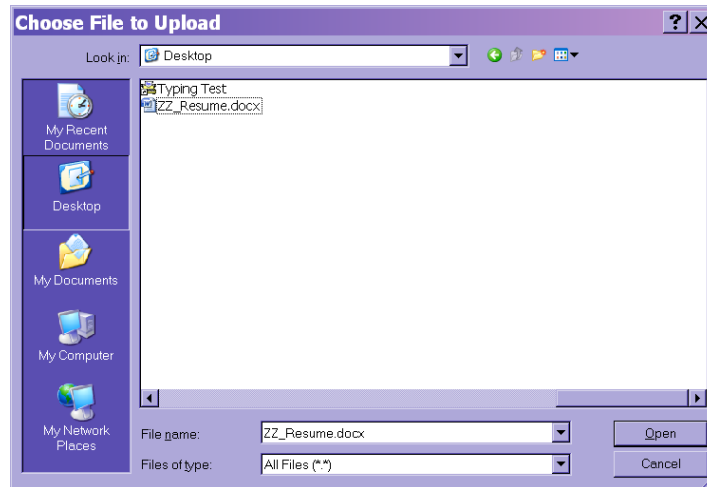 Choose File to Upload
Look in: Desktop
Typing Test
ZZ_Resume.docx
My Recent
Documents
Desktop
My Documents
My Computer
My Network
Places
File name: ZZ_Resume.docx Open
Files of type: All Files (*.*) Cancel